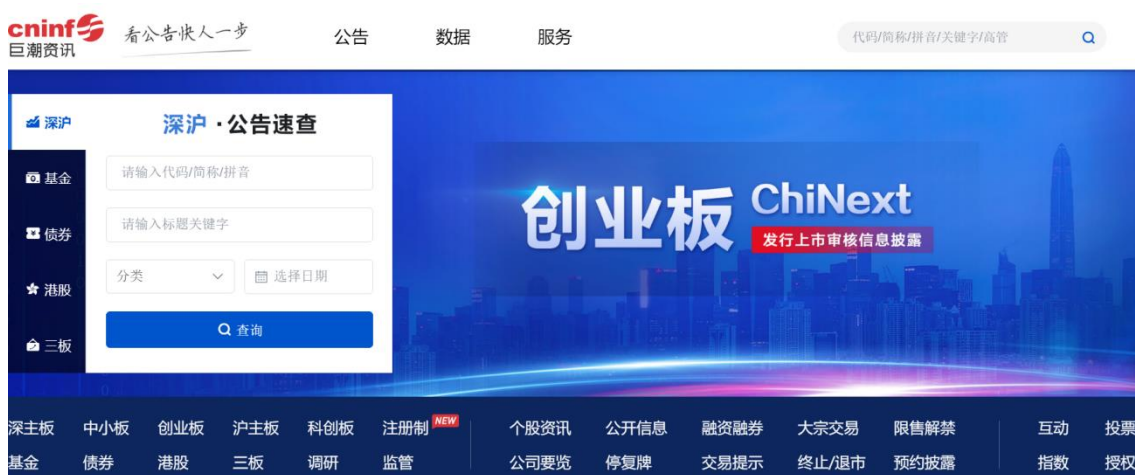 cninf
巨潮资讯
看公告快人一步
公告 数据 服务
代码/简称/拼音/关键字/高管
深沪
基金
债券
港股
三板
深沪·公告速查
请输入代码/简称/拼音
请输入标题关键字
分类 选择日期
查询
创业板 ChiNext
发行上市审核信息披露
深主板 中小板 创业板 沪主板 科创板 注册制 NEW 个股资讯 公开信息 融资融券 大宗交易 限售解禁 互动 投票
基金 债券 港股 三板 调研 监管 公司要览 停复牌 交易提示 终止/退市 预约披露 指数 授权